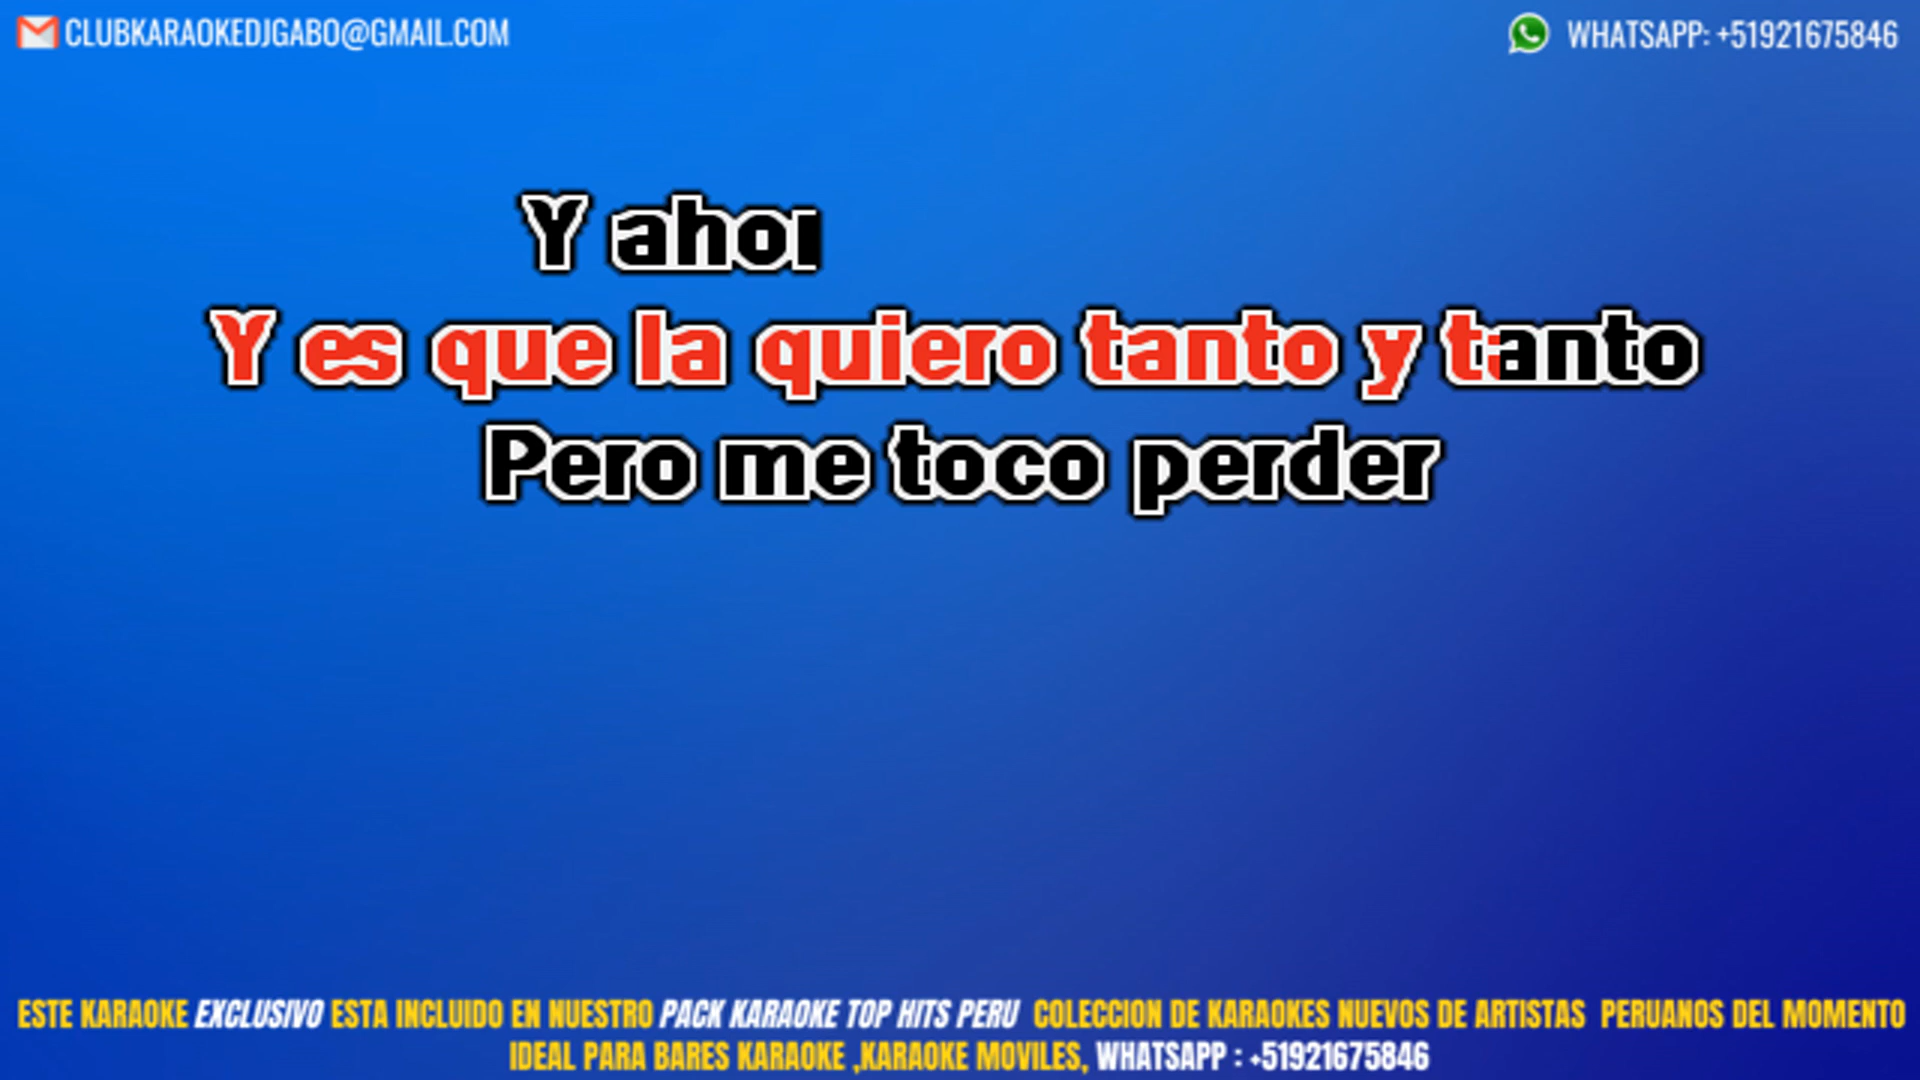 CLUBKARAOKEDJGABO@GMAIL.COM
WHATSAPP: +51921675846
Y
Y es que la quiero tanto y tanto
Pero me toco perder
ESTE KARAOKE EXCLUSIVO ESTA INCLUIDO EN NUESTRO PACK KARAOKE TOP HITS PERU COLECCION DE KARAOKES NUEVOS DE ARTISTAS PERUANOS DEL MOMENTO
IDEAL PARA BARES KARAOKE ,KARAOKE MOVILES, WHATSAPP : +51921675846